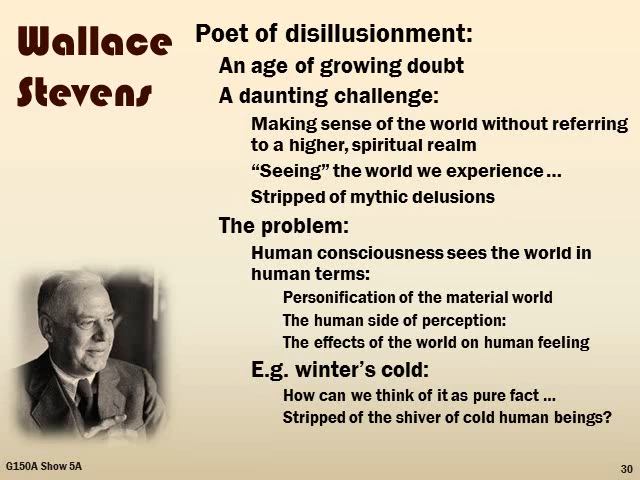 Wallace
Stevens
Poet of disillusionment:
An age of growing doubt
A daunting challenge:
Making sense of the world without referring
to a higher, spiritual realm
“Seeing” the world we experience …
Stripped of mythic delusions
The problem:
Human consciousness sees the world in
human terms:
Personification of the material world
The human side of perception:
The effects of the world on human feeling
E.g. winter’s cold:
How can we think of it as pure fact …
Stripped of the shiver of cold human beings?
G150A Show 5A
30